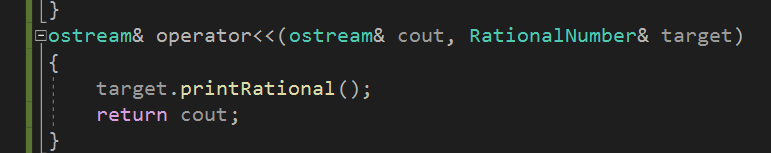 }
ostream& operator<<(ostream& cout, RationalNumber& target)
{
target.printRational();
return cout;
}